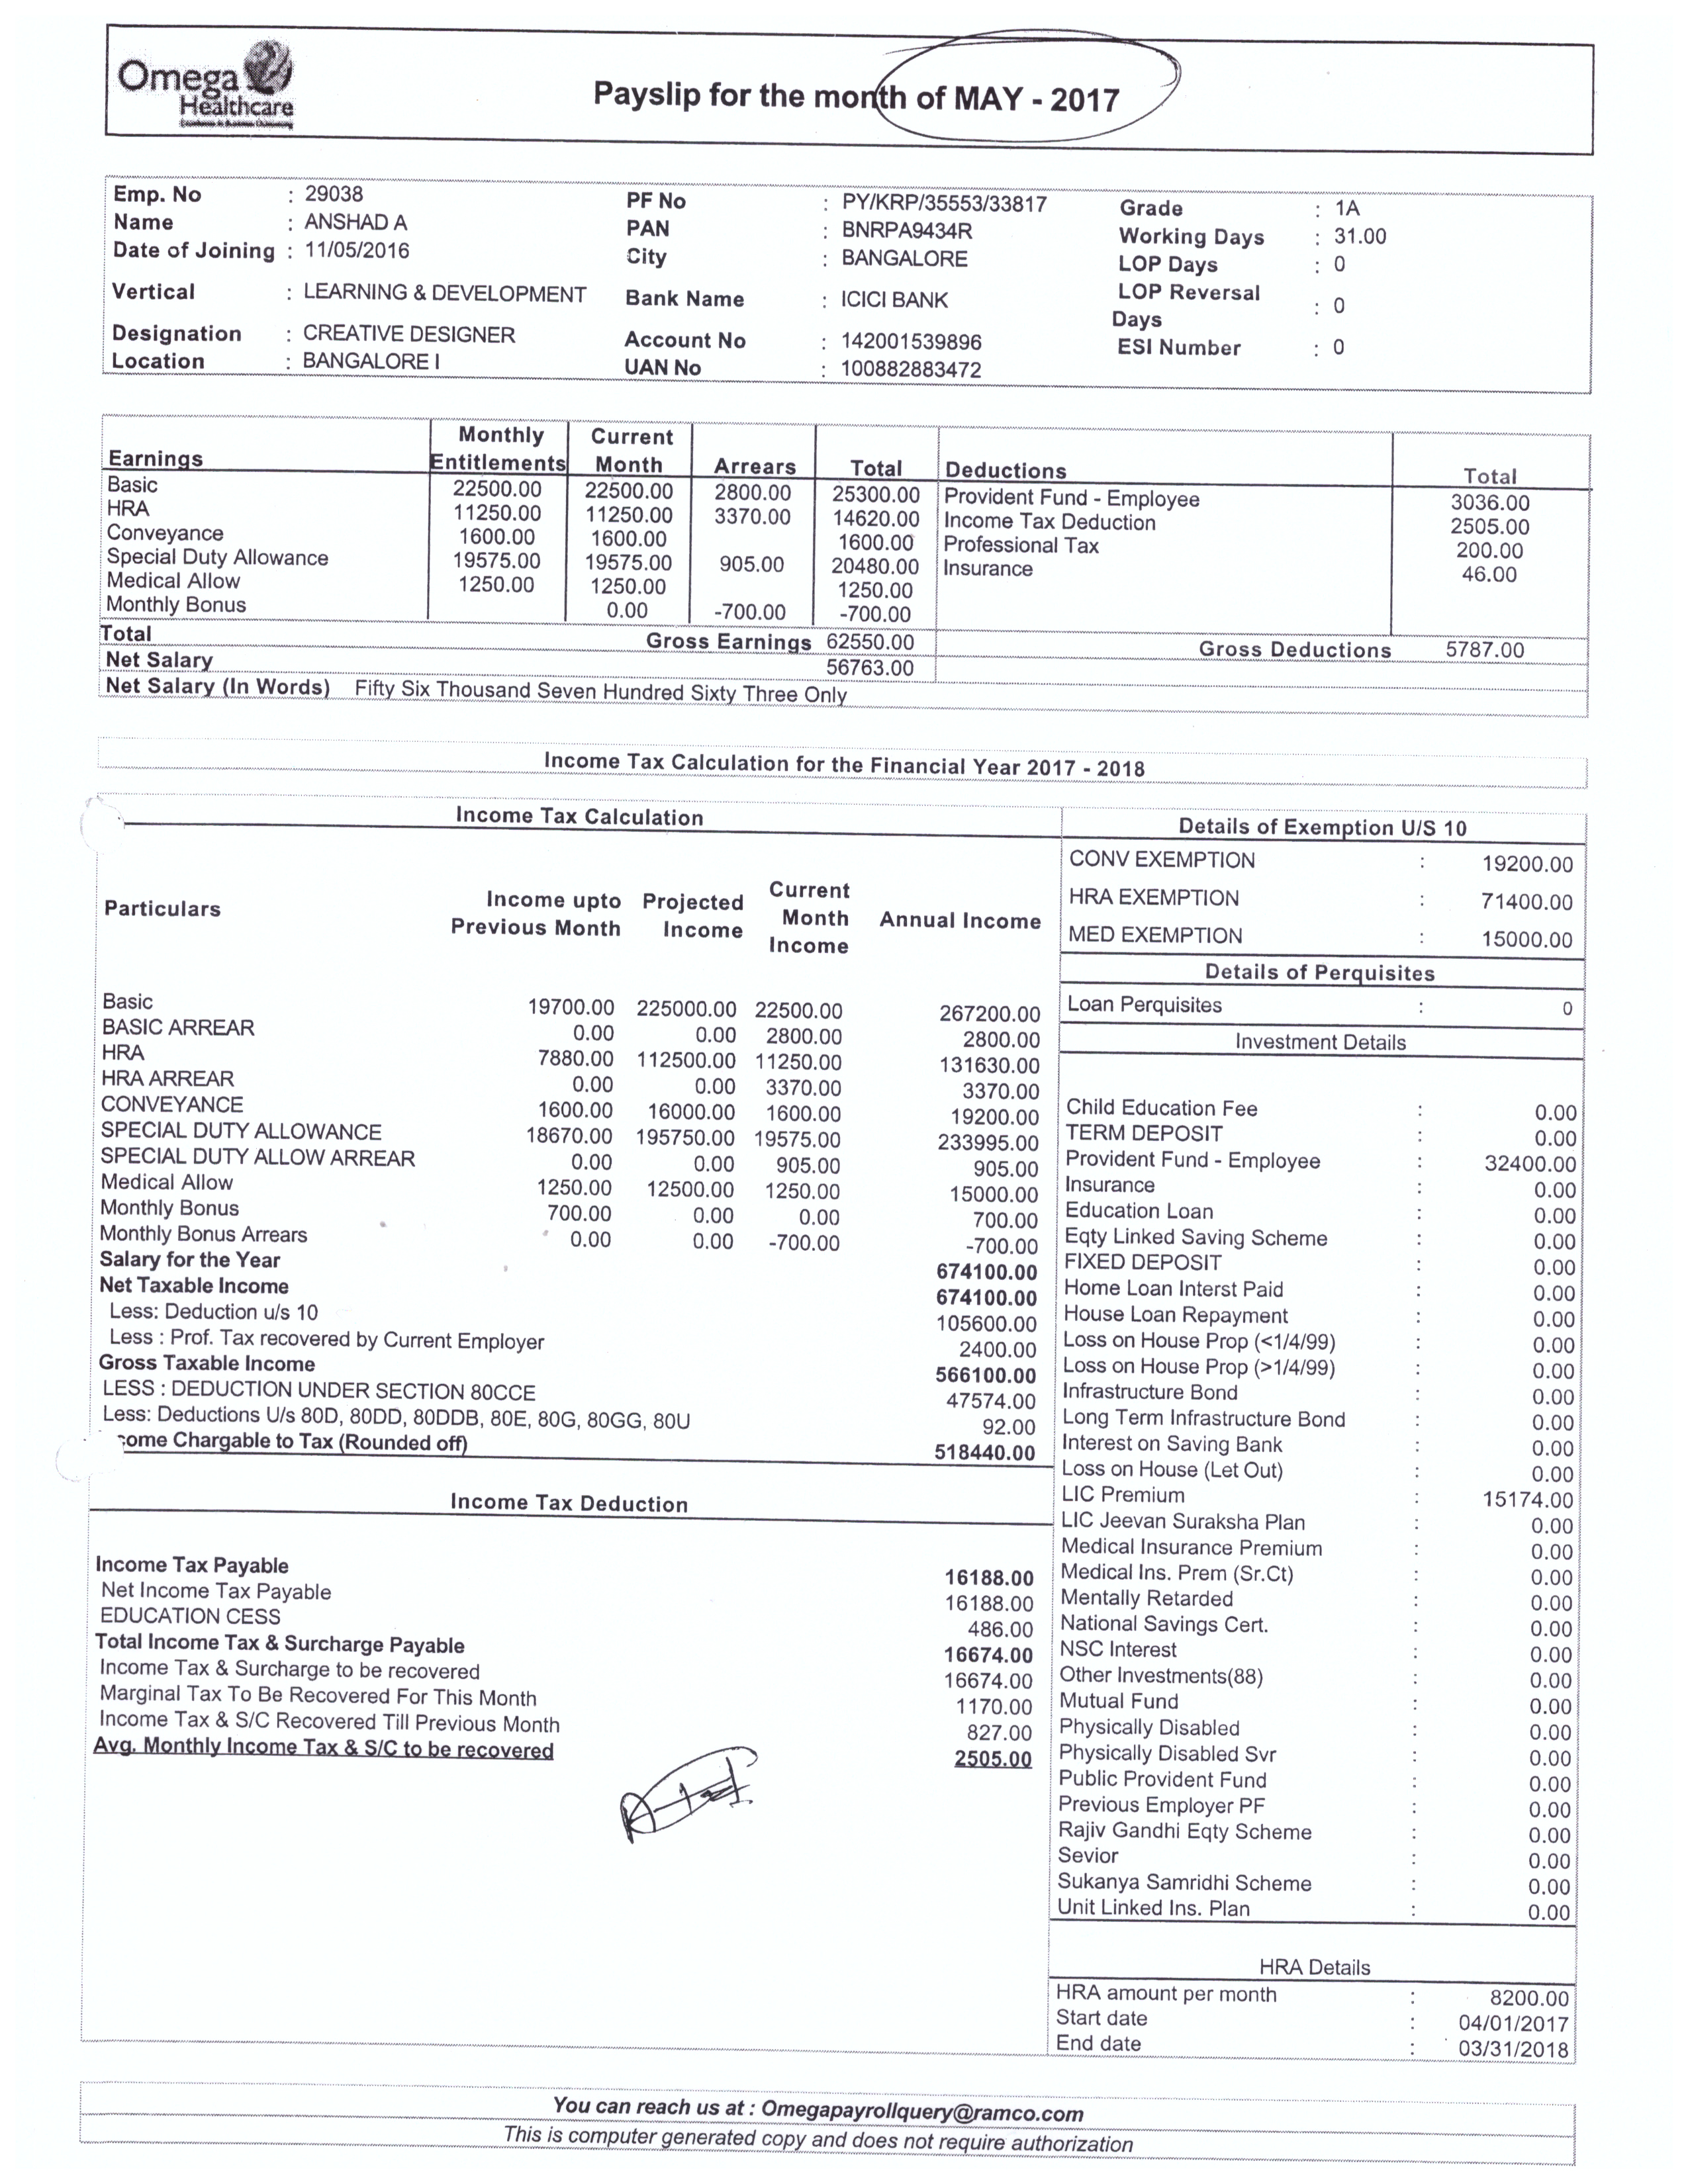 Omega
Healthcare
Payslip for the month of MAY - 2017
Emp. No : 29038 PF No : PY/KRP/35553/33817 Grade : 1A
Name : ANSHAD A PAN : BNRPA9434R Working Days : 31.00
Date of Joining : 11/05/2016 City : BANGALORE LOP Days : 0
Vertical : LEARNING & DEVELOPMENT Bank Name : ICICI BANK LOP Reversal Days : 0
Designation : CREATIVE DESIGNER Account No : 142001539896 ESI Number : 0
Location : BANGALORE I UAN No : 100882883472
Earnings Monthly Entitlements Current Month Arrears Total Deductions Total
Basic 22500.00 22500.00 2800.00 25300.00 Provident Fund - Employee 3036.00
HRA 11250.00 11250.00 3370.00 14620.00 Income Tax Deduction 2505.00
Conveyance 1600.00 1600.00 1600.00 Professional Tax 200.00
Special Duty Allowance 19575.00 19575.00 905.00 20480.00 Insurance 46.00
Medical Allow 1250.00 1250.00 1250.00
Monthly Bonus 0.00 -700.00 -700.00
Total Gross Earnings 62550.00 Gross Deductions 5787.00
Net Salary 56763.00
Net Salary (In Words) Fifty Six Thousand Seven Hundred Sixty Three Only
Income Tax Calculation for the Financial Year 2017 - 2018
Income Tax Calculation
Particulars Income upto Previous Month Projected Income Current Month Income Annual Income
Basic 19700.00 225000.00 22500.00 267200.00
BASIC ARREAR 0.00 0.00 2800.00 2800.00
HRA 7880.00 112500.00 11250.00 131630.00
HRA ARREAR 0.00 0.00 3370.00 3370.00
CONVEYANCE 1600.00 16000.00 1600.00 19200.00
SPECIAL DUTY ALLOWANCE 18670.00 195750.00 19575.00 233995.00
SPECIAL DUTY ALLOW ARREAR 0.00 0.00 905.00 905.00
Medical Allow 1250.00 12500.00 1250.00 15000.00
Monthly Bonus 700.00 0.00 0.00 700.00
Monthly Bonus Arrears 0.00 0.00 -700.00 -700.00
Salary for the Year 674100.00
Net Taxable Income 674100.00
Less: Deduction u/s 10 105600.00
Less : Prof. Tax recovered by Current Employer 2400.00
Gross Taxable Income 566100.00
LESS : DEDUCTION UNDER SECTION 80CCE 47574.00
Less: Deductions U/s 80D, 80DD, 80DDB, 80E, 80G, 80GG, 80U 92.00
come Chargable to Tax (Rounded off) 518440.00
Income Tax Deduction
Income Tax Payable 16188.00
Net Income Tax Payable 16188.00
EDUCATION CESS 486.00
Total Income Tax & Surcharge Payable 16674.00
Income Tax & Surcharge to be recovered 16674.00
Marginal Tax To Be Recovered For This Month 1170.00
Income Tax & S/C Recovered Till Previous Month 827.00
Avg. Monthly Income Tax & S/C to be recovered 2505.00
Details of Exemption U/S 10
CONV EXEMPTION : 19200.00
HRA EXEMPTION : 71400.00
MED EXEMPTION : 15000.00
Details of Perquisites
Loan Perquisites : 0
Investment Details
Child Education Fee : 0.00
TERM DEPOSIT : 0.00
Provident Fund - Employee : 32400.00
Insurance : 0.00
Education Loan : 0.00
Eqty Linked Saving Scheme : 0.00
FIXED DEPOSIT : 0.00
Home Loan Interst Paid : 0.00
House Loan Repayment : 0.00
Loss on House Prop (<1/4/99) : 0.00
Loss on House Prop (>1/4/99) : 0.00
Infrastructure Bond : 0.00
Long Term Infrastructure Bond : 0.00
Interest on Saving Bank : 0.00
Loss on House (Let Out) : 0.00
LIC Premium : 15174.00
LIC Jeevan Suraksha Plan : 0.00
Medical Insurance Premium : 0.00
Medical Ins. Prem (Sr.Ct) : 0.00
Mentally Retarded : 0.00
National Savings Cert. : 0.00
NSC Interest : 0.00
Other Investments(88) : 0.00
Mutual Fund : 0.00
Physically Disabled : 0.00
Physically Disabled Svr : 0.00
Public Provident Fund : 0.00
Previous Employer PF : 0.00
Rajiv Gandhi Eqty Scheme : 0.00
Sevior : 0.00
Sukanya Samridhi Scheme : 0.00
Unit Linked Ins. Plan : 0.00
HRA Details
HRA amount per month : 8200.00
Start date : 04/01/2017
End date : 03/31/2018
You can reach us at : Omegapayrollquery@ramco.com
This is computer generated copy and does not require authorization